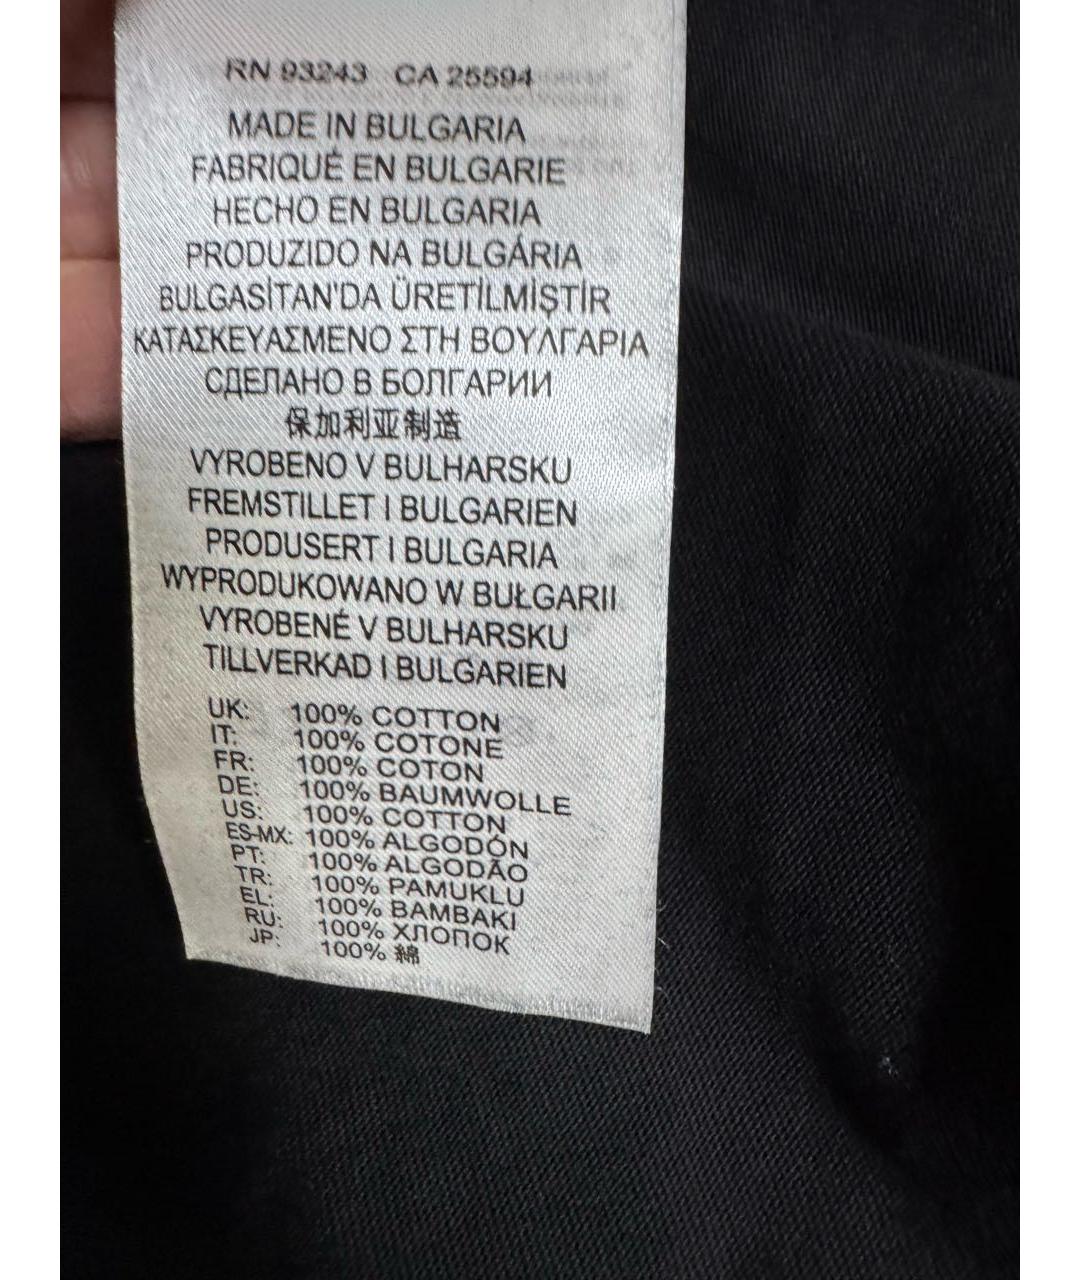 RN 93243 CA 25594
MADE IN BULGARIA
FABRIQUÉ EN BULGARIE
HECHO EN BULGARIA
PRODUZIDO NA BULGÁRIA
BULGASİTAN'DA ÜRETİLMİŞTİR
ΚΑΤΑΣΚΕΥΑΣΜΕΝΟ ΣΤΗ ΒΟΥΛΓΑΡΙΑ
СДЕЛАНО В БОЛГАРИИ
保加利亚制造
VYROBENO V BULHARSKU
FREMSTILLET I BULGARIEN
PRODUSERT I BULGARIA
WYPRODUKOWANO W BUŁGARII
VYROBENÉ V BULHARSKU
TILLVERKAD I BULGARIEN
UK: 100% COTTON
IT: 100% COTONE
FR: 100% COTON
DE: 100% BAUMWOLLE
US: 100% COTTON
ES-MX: 100% ALGODÓN
PT: 100% ALGODÃO
TR: 100% PAMUKLU
EL: 100% BAMBAKI
RU: 100% ХЛОПОК
JP: 100% 綿